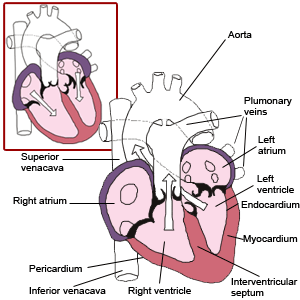 Aorta
Plumonary
veins
Left
atrium
Superior
venacava
Left
ventricle
Endocardium
Right atrium
Myocardium
Pericardium
Interventricular
septum
Inferior venacava
Right ventricle